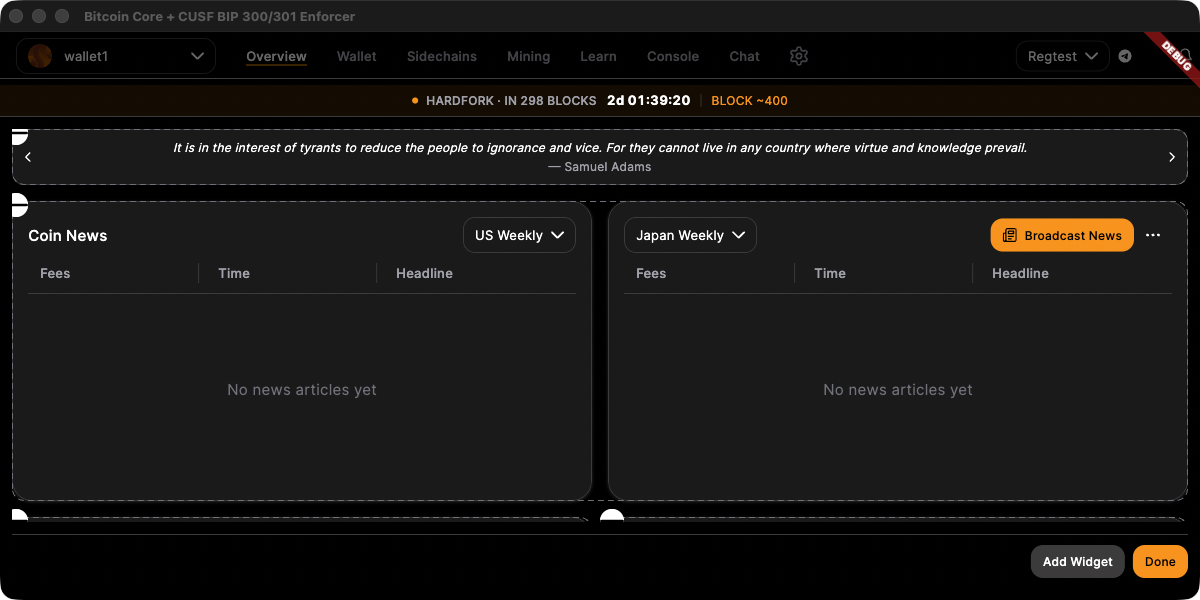 Bitcoin Core + CUSF BIP 300/301 Enforcer
wallet1
Overview
Wallet
Sidechains
Mining
Learn
Console
Chat
Regtest
DEBUG
HARDFORK · IN 298 BLOCKS 2d 01:39:20 BLOCK ~400
It is in the interest of tyrants to reduce the people to ignorance and vice. For they cannot live in any country where virtue and knowledge prevail.
— Samuel Adams
Coin News
US Weekly
Fees
Time
Headline
No news articles yet
Japan Weekly
Broadcast News
Fees
Time
Headline
No news articles yet
Add Widget
Done